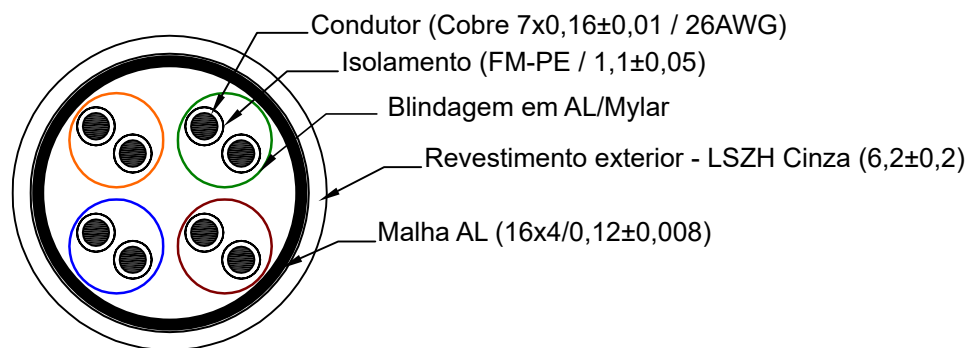 Condutor (Cobre 7x0,16±0,01 / 26AWG)
Isolamento (FM-PE / 1,1±0,05)
Blindagem em AL/Mylar
Revestimento exterior - LSZH Cinza (6,2±0,2)
Malha AL (16x4/0,12±0,008)